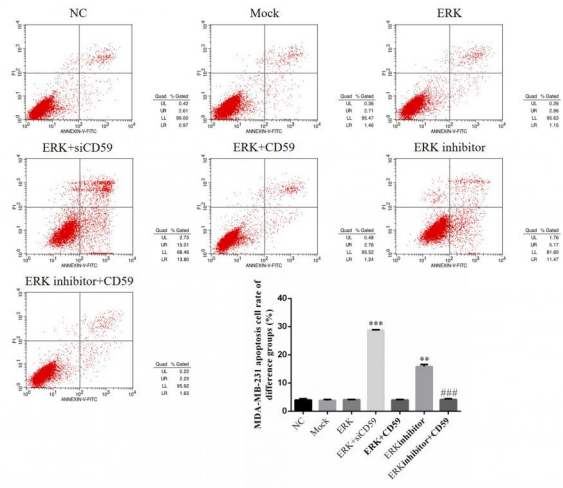 NC
Mock
ERK
PI
ANNEXIN-V-FITC
Quad % Gated
UL 0.42
UR 2.61
LL 96.00
LR 0.97
ANNEXIN-V-FITC
Quad % Gated
UL 0.36
UR 2.71
LL 95.47
LR 1.46
ANNEXIN-V-FITC
Quad % Gated
UL 0.26
UR 2.96
LL 95.63
LR 1.15
ERK+siCD59
ERK+CD59
ERK inhibitor
ANNEXIN-V-FITC
Quad % Gated
UL 2.73
UR 15.01
LL 68.46
LR 13.80
ANNEXIN-V-FITC
Quad % Gated
UL 0.48
UR 2.76
LL 95.52
LR 1.24
ANNEXIN-V-FITC
Quad % Gated
UL 1.76
UR 5.17
LL 81.60
LR 11.47
ERK inhibitor+CD59
ANNEXIN-V-FITC
Quad % Gated
UL 0.22
UR 2.23
LL 95.92
LR 1.63
MDA-MB-231 apoptosis cell rate of
difference groups (%)
40
30
20
10
0
***
**
###
NC
Mock
ERK
ERK+siCD59
ERK+CD59
ERKinhibitor
ERKinhibitor+CD59